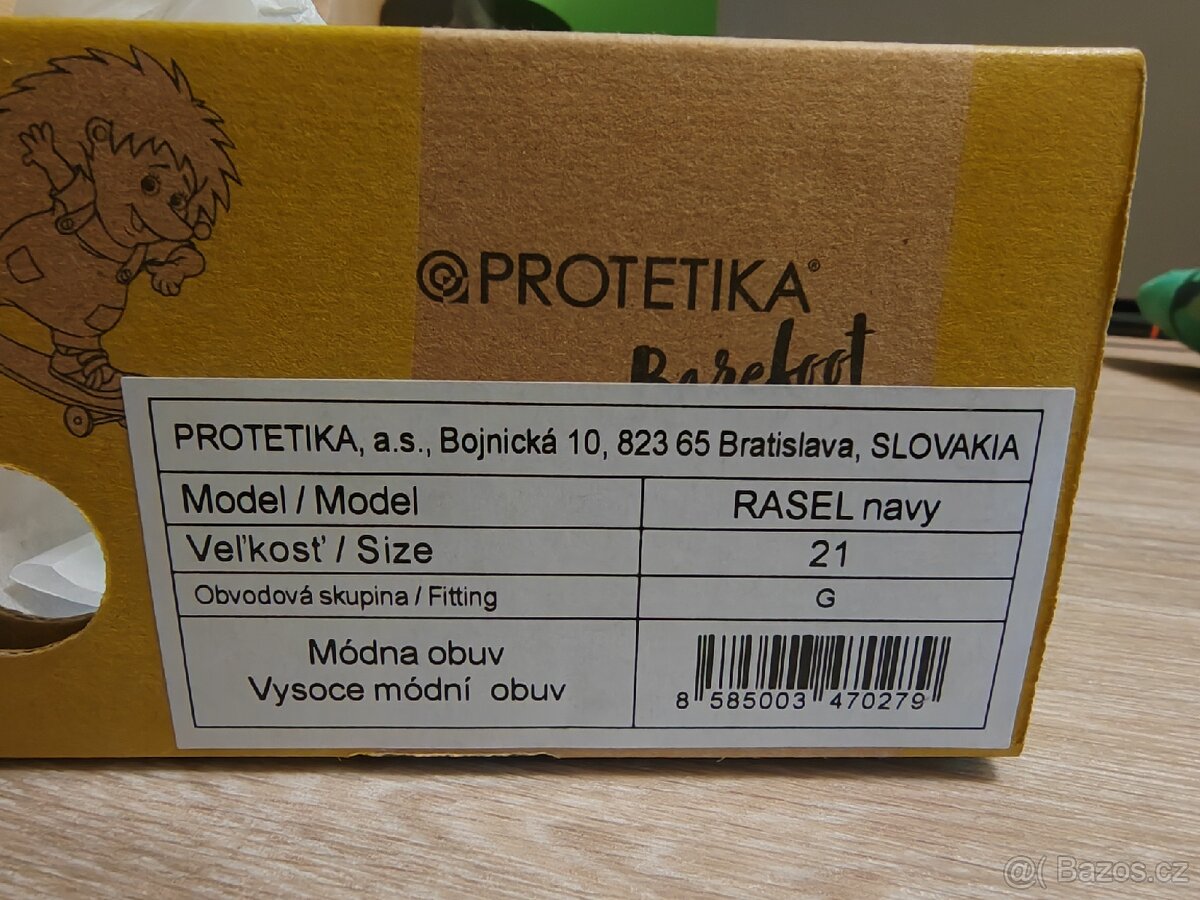 PROTETIKA®
Barefoot
PROTETIKA, a.s., Bojnická 10, 823 65 Bratislava, SLOVAKIA
Model / Model RASEL navy
Veľkosť / Size 21
Obvodová skupina / Fitting G
Módna obuv
Vysoce módní obuv
8 585003 470279
@( Bazos.cz